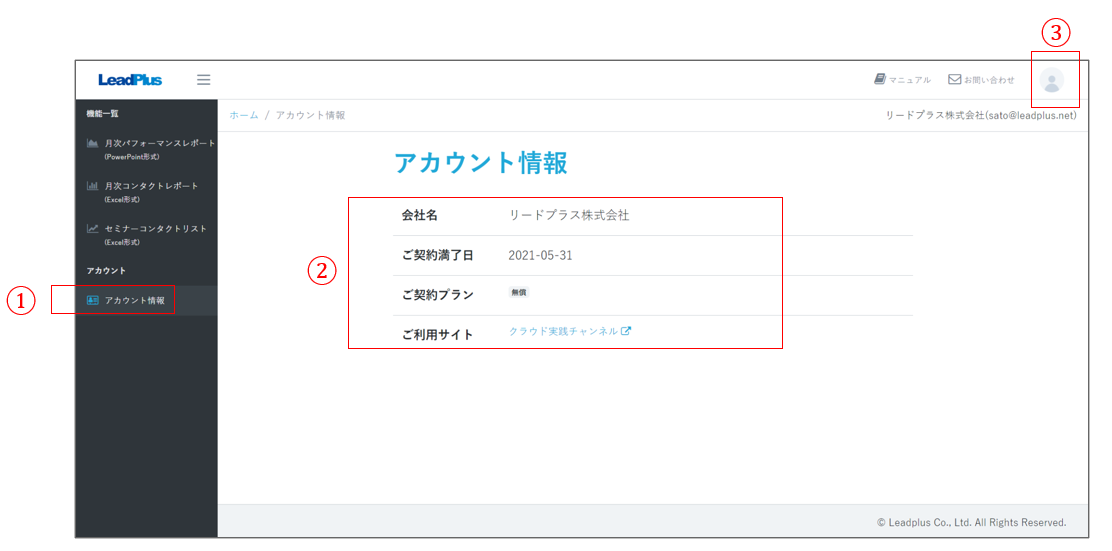 ③
LeadPlus
マニュアル
お問い合わせ
機能一覧
ホーム / アカウント情報
リードプラス株式会社(sato@leadplus.net)
月次パフォーマンスレポート
(PowerPoint形式)
月次コンタクトレポート
(Excel形式)
セミナーコンタクトリスト
(Excel形式)
アカウント
① アカウント情報
アカウント情報
②
会社名 リードプラス株式会社
ご契約満了日 2021-05-31
ご契約プラン 無償
ご利用サイト クラウド実践チャンネル
© Leadplus Co., Ltd. All Rights Reserved.